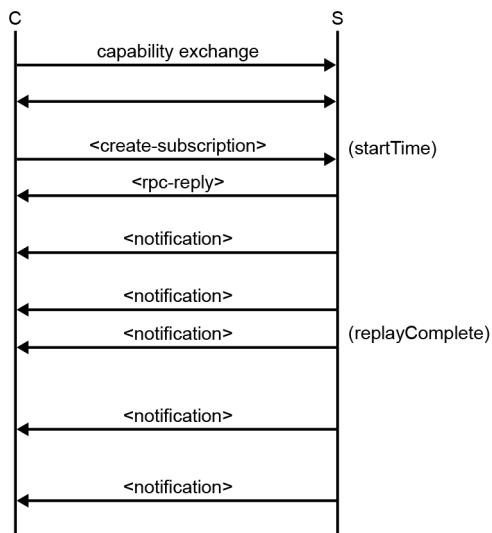 C S
capability exchange
<create-subscription> (startTime)
<rpc-reply>
<notification>
<notification>
<notification> (replayComplete)
<notification>
<notification>